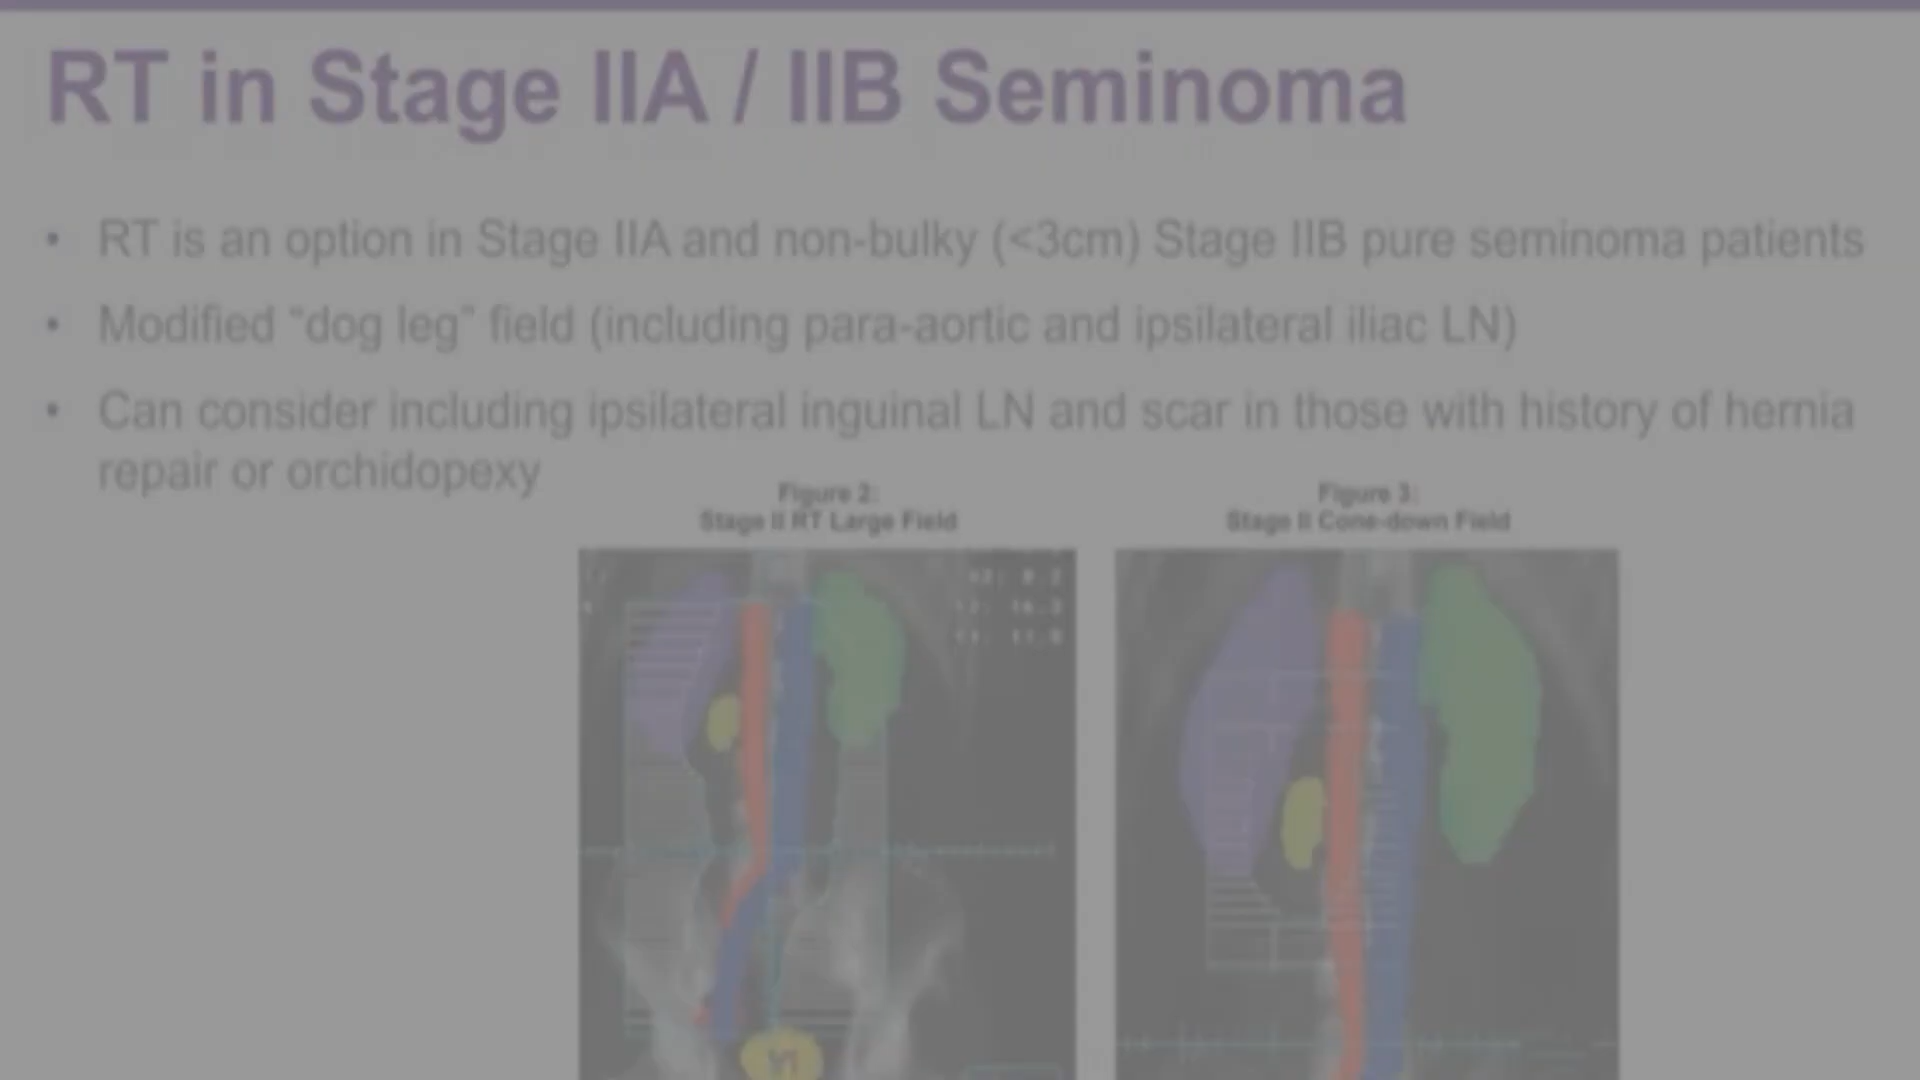 RT in Stage IIA / IIB Seminoma
• RT is an option in Stage IIA and non-bulky (<3cm) Stage IIB pure seminoma patients
• Modified “dog leg” field (including para-aortic and ipsilateral iliac LN)
• Can consider including ipsilateral inguinal LN and scar in those with history of hernia
repair or orchidopexy
Figure 2:
Stage II RT Large Field
Figure 3:
Stage II Cone-down Field